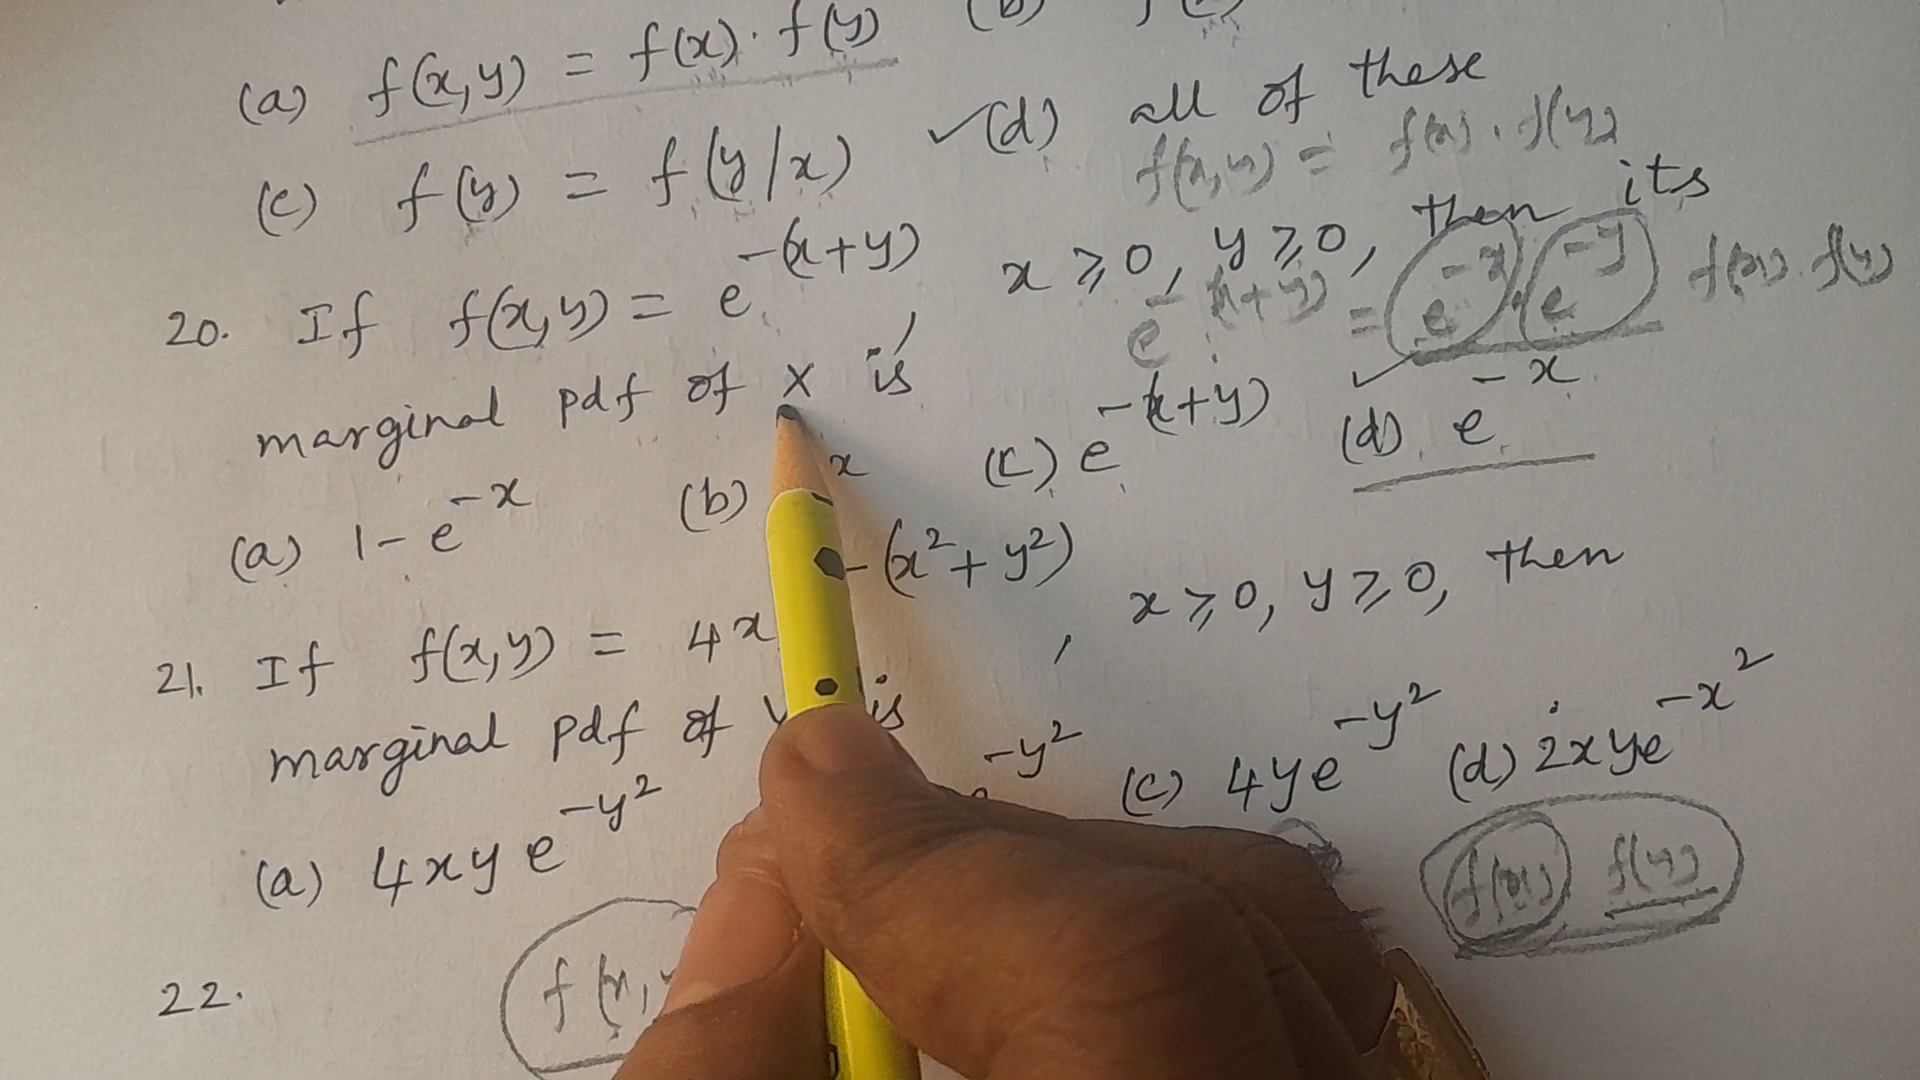 (a) f(x,y) = f(x) · f(y) (b)
(c) f(y) = f(y/x) ✓(d) all of these
f(x,y) = f(x) . f(y)
20. If f(x,y) = e^{-(x+y)}, x ≥ 0, y ≥ 0, then its
e^{-(x+y)} = e^{-x} . e^{-y} f(x) . f(y)
marginal pdf of X is
(a) 1 - e^{-x} (b) x (c) e^{-(x+y)} ✓(d) e^{-x}
21. If f(x,y) = 4x -(x²+y²), x ≥ 0, y ≥ 0, then
marginal pdf of is
(a) 4xy e^{-y²} -y² (c) 4ye^{-y²} (d) 2xye^{-x²}
f(x) f(y)
22. f(x,